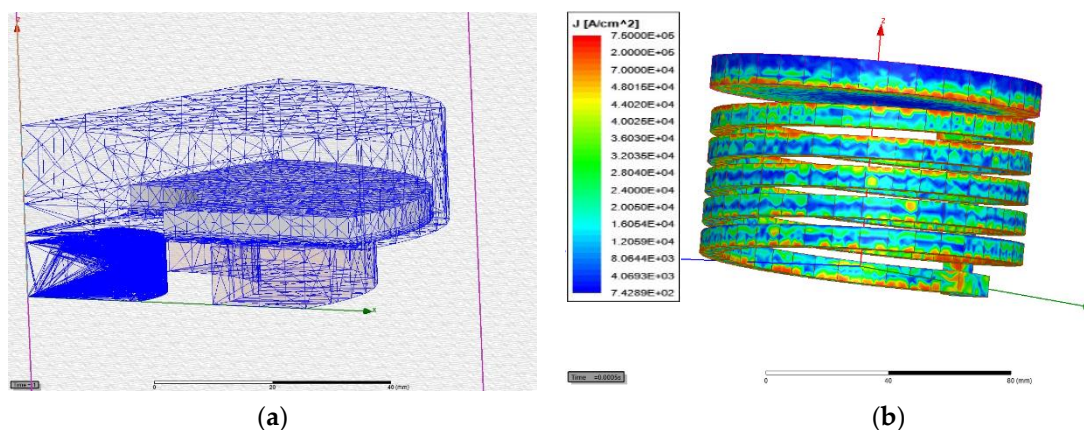 z
x
0 20 40 (mm)
(a)
J [A/cm^2]
7.5000E+05
2.0000E+05
7.0000E+04
4.8015E+04
4.4020E+04
4.0025E+04
3.6030E+04
3.2035E+04
2.8040E+04
2.4000E+04
2.0050E+04
1.6054E+04
1.2059E+04
8.0644E+03
4.0693E+03
7.4289E+02
z
Time =0.0005s
0 40 80 (mm)
(b)